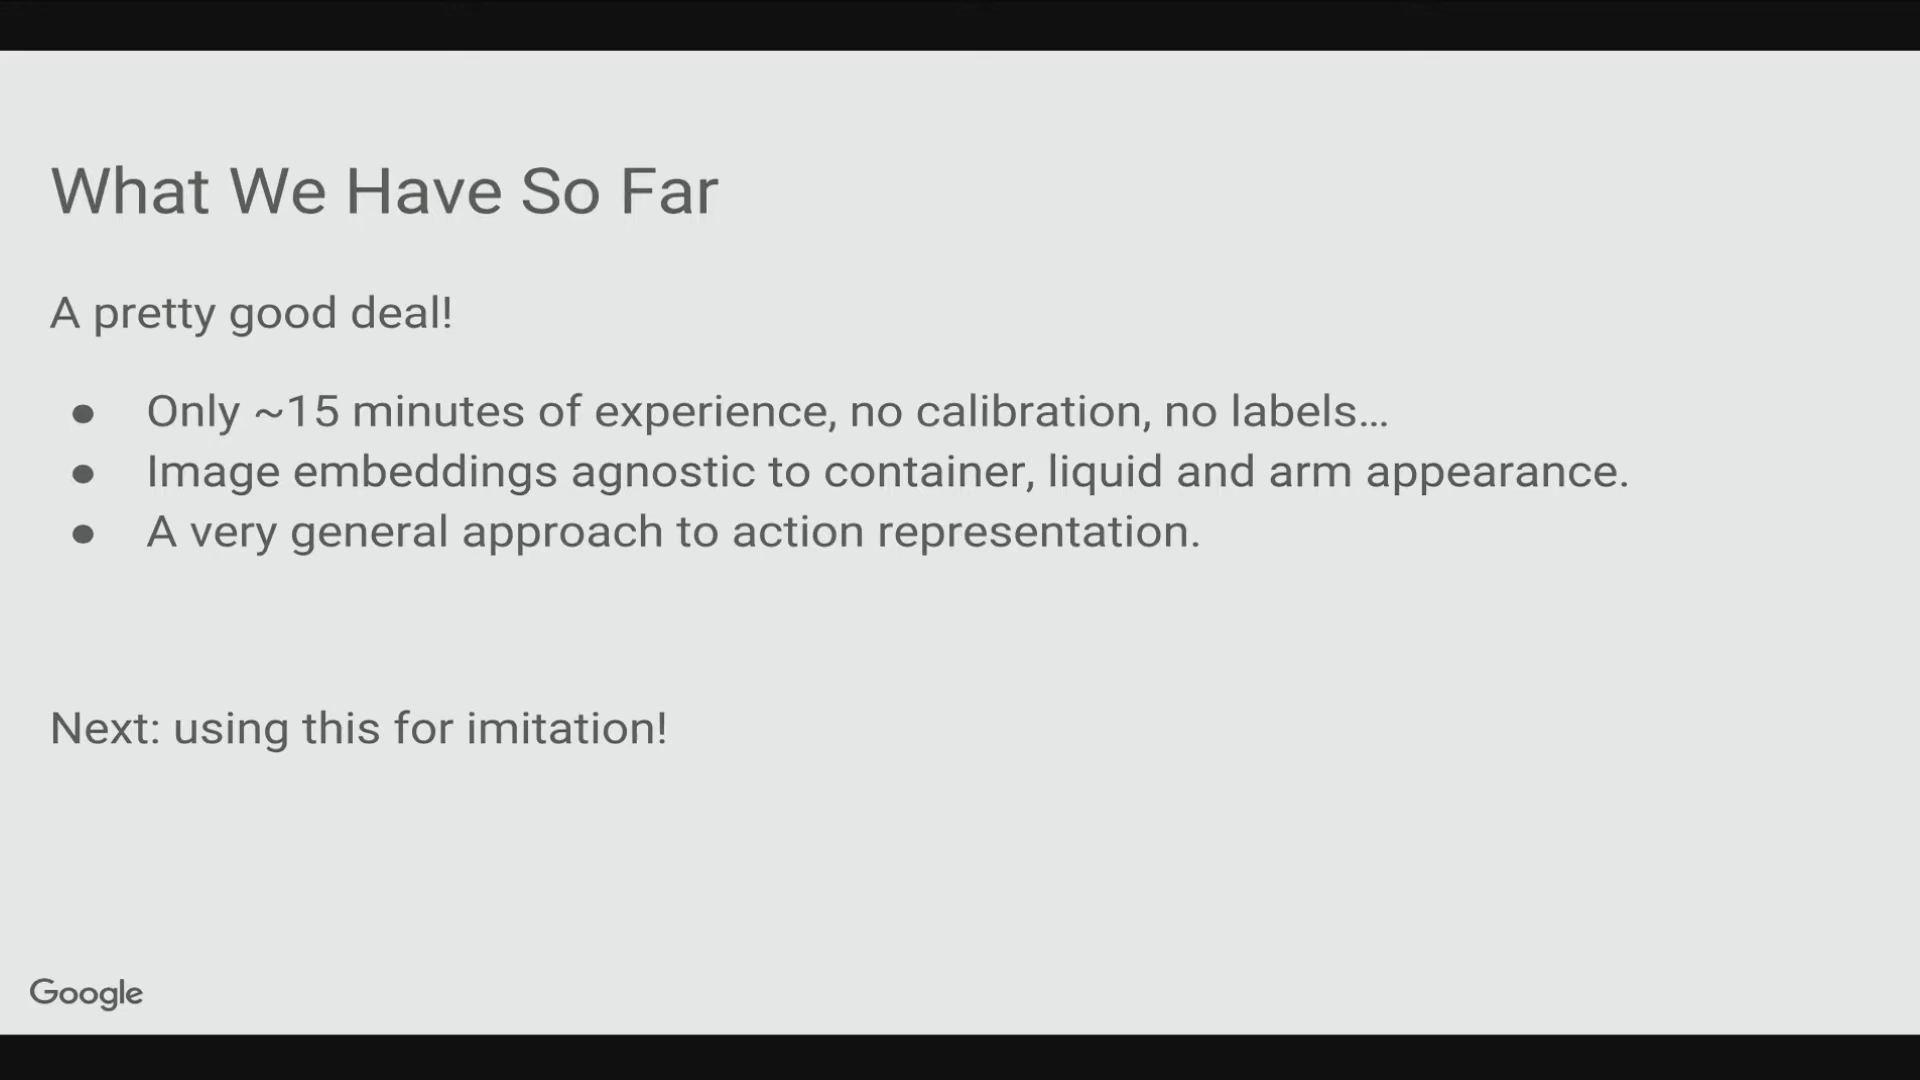 What We Have So Far
A pretty good deal!
● Only ~15 minutes of experience, no calibration, no labels…
● Image embeddings agnostic to container, liquid and arm appearance.
● A very general approach to action representation.
Next: using this for imitation!
Google